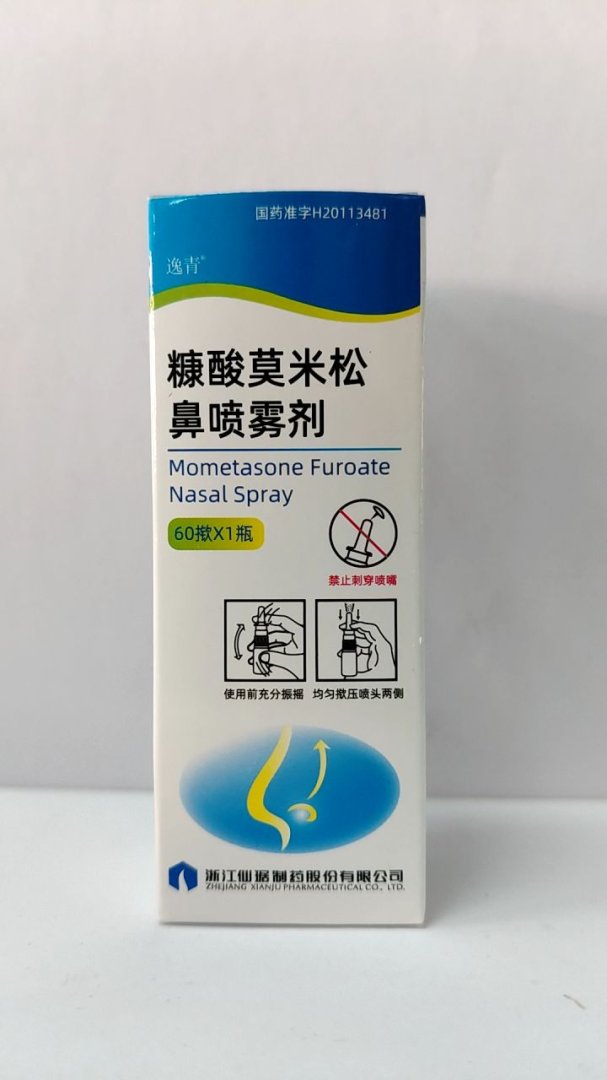 国药准字H20113481
逸青®
糠酸莫米松
鼻喷雾剂
Mometasone Furoate
Nasal Spray
60揿X1瓶
禁止刺穿喷嘴
使用前充分振摇 均匀揿压喷头两侧
浙江仙琚制药股份有限公司
ZHEJIANG XIANJU PHARMACEUTICAL CO., LTD.